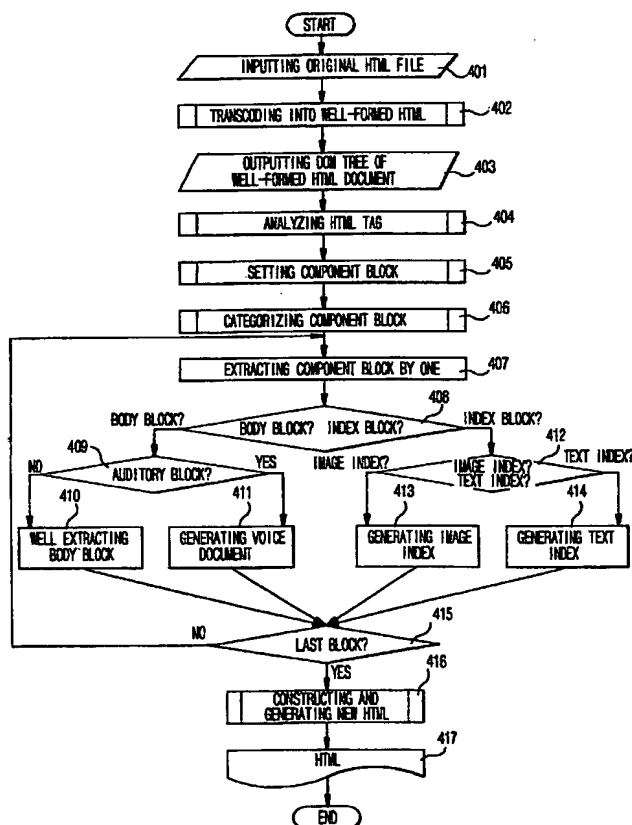 START
INPUTTING ORIGINAL HTML FILE
401
TRANSCODING INTO WELL-FORMED HTML
402
OUTPUTTING DOM TREE OF
WELL-FORMED HTML DOCUMENT
403
ANALYZING HTML TAG
404
SETTING COMPONENT BLOCK
405
CATEGORIZING COMPONENT BLOCK
406
EXTRACTING COMPONENT BLOCK BY ONE
407
408
BODY BLOCK?
BODY BLOCK? INDEX BLOCK?
INDEX BLOCK?
409
NO
AUDITORY BLOCK?
YES
IMAGE INDEX?
IMAGE INDEX?
TEXT INDEX?
412
TEXT INDEX?
410
WELL EXTRACTING
BODY BLOCK
411
GENERATING VOICE
DOCUMENT
413
GENERATING IMAGE
INDEX
414
GENERATING TEXT
INDEX
NO
LAST BLOCK?
415
YES
CONSTRUCTING AND
GENERATING NEW HTML
416
HTML
417
END